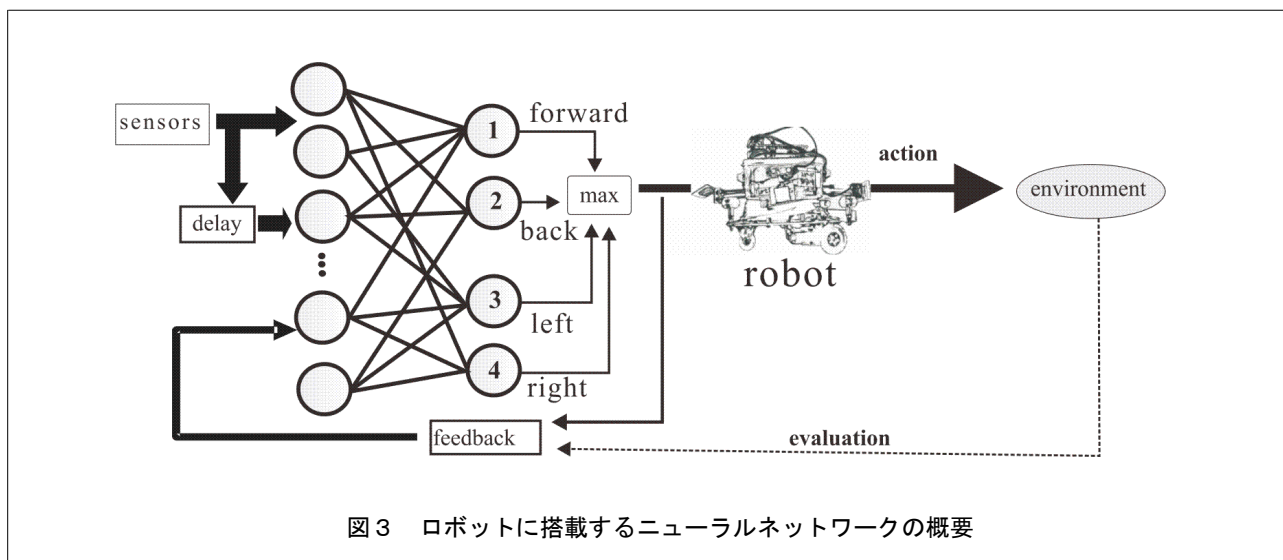 sensors
delay
1
2
3
4
forward
back
left
right
max
robot
action
environment
feedback
evaluation
図３　ロボットに搭載するニューラルネットワークの概要